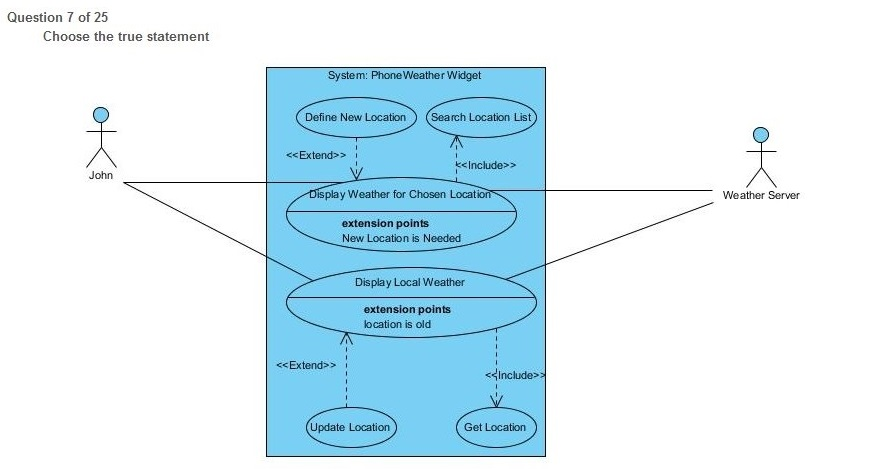 Question 7 of 25
Choose the true statement
System: PhoneWeather Widget
Define New Location
Search Location List
<<Extend>>
<<Include>>
John
Display Weather for Chosen Location
Weather Server
extension points
New Location is Needed
Display Local Weather
extension points
location is old
<<Extend>>
<<Include>>
Update Location
Get Location